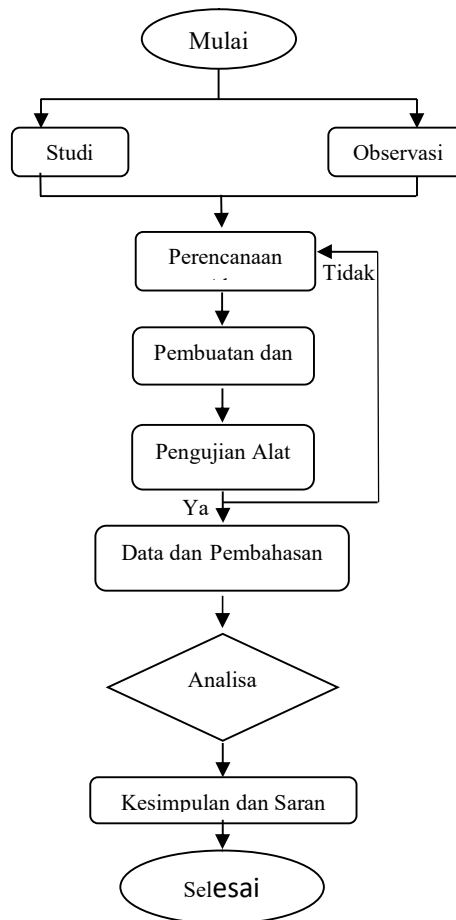 Mulai
Studi
Observasi
Perencanaan
Tidak
Pembuatan dan
Pengujian Alat
Ya
Data dan Pembahasan
Analisa
Kesimpulan dan Saran
Selesai